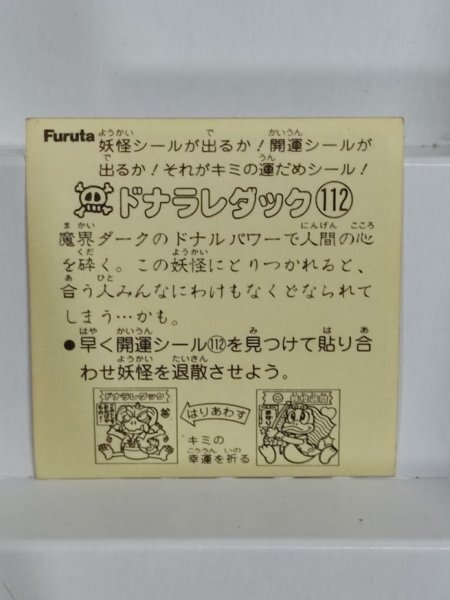 Furuta
妖怪シールが出るか！開運シールが
出るか！それがキミの運だめシール！
ドナラレダック112
魔界ダークのドナルパワーで人間の心
を砕く。この妖怪にとりつかれると、
合う人みんなにわけもなくどなられて
しまう…かも。
●早く開運シール112を見つけて貼り合
わせ妖怪を退散させよう。
ドナラレダック
はりあわす
キミの
幸運を祈る